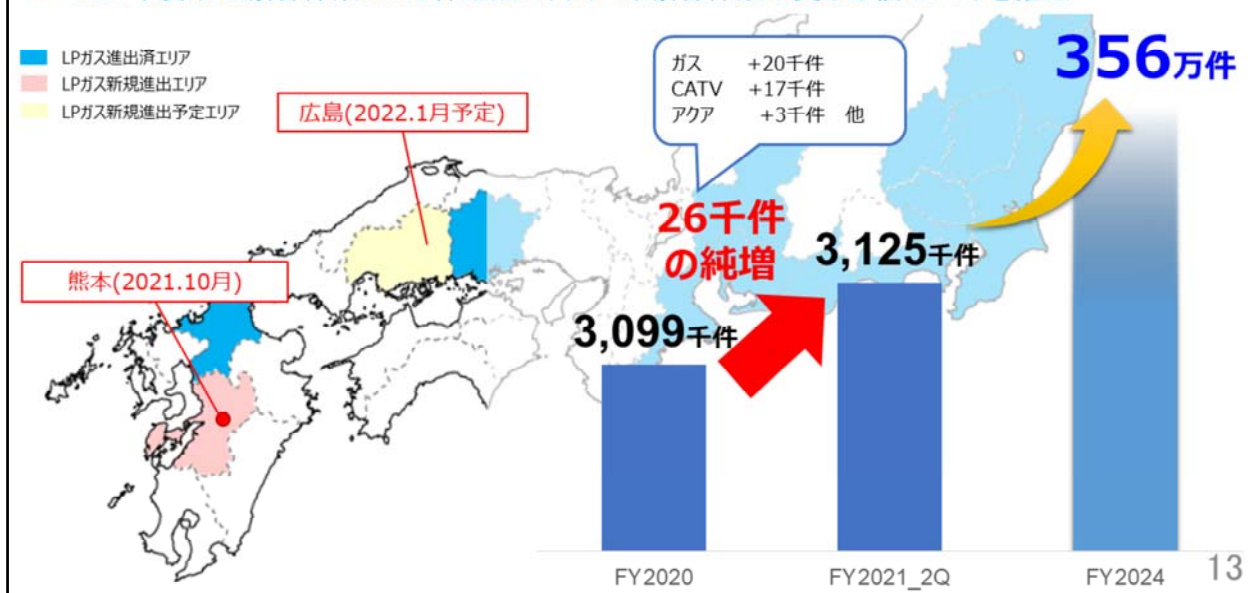 LPガス進出済エリア
LPガス新規進出エリア
LPガス新規進出予定エリア
広島(2022.1月予定)
熊本(2021.10月)
ガス +20千件
CATV +17千件
アクア +3千件 他
356万件
26千件
の純増
3,099千件
3,125千件
FY2020
FY2021_2Q
FY2024
13